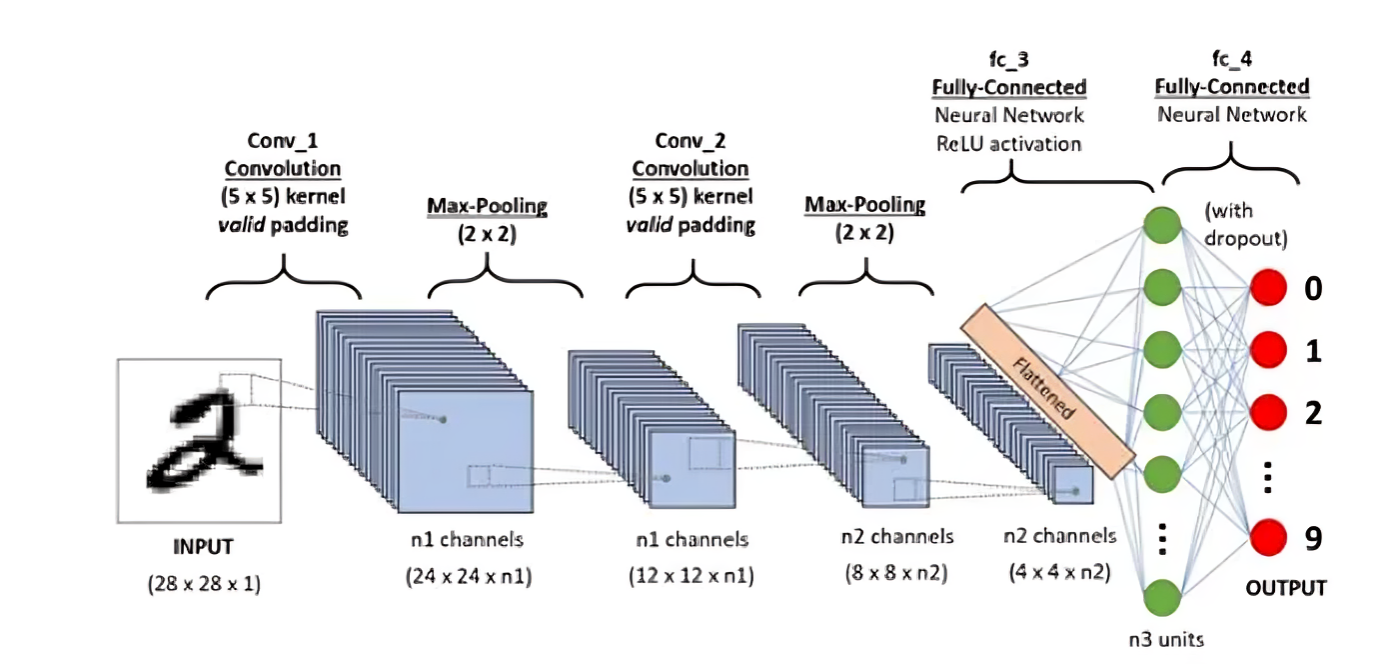 Conv_1
Convolution
(5 x 5) kernel
valid padding
Max-Pooling
(2 x 2)
Conv_2
Convolution
(5 x 5) kernel
valid padding
Max-Pooling
(2 x 2)
fc_3
Fully-Connected
Neural Network
ReLU activation
fc_4
Fully-Connected
Neural Network
(with
dropout)
INPUT
(28 x 28 x 1)
n1 channels
(24 x 24 x n1)
n1 channels
(12 x 12 x n1)
n2 channels
(8 x 8 x n2)
n2 channels
(4 x 4 x n2)
Flattened
n3 units
0
1
2
9
OUTPUT
2